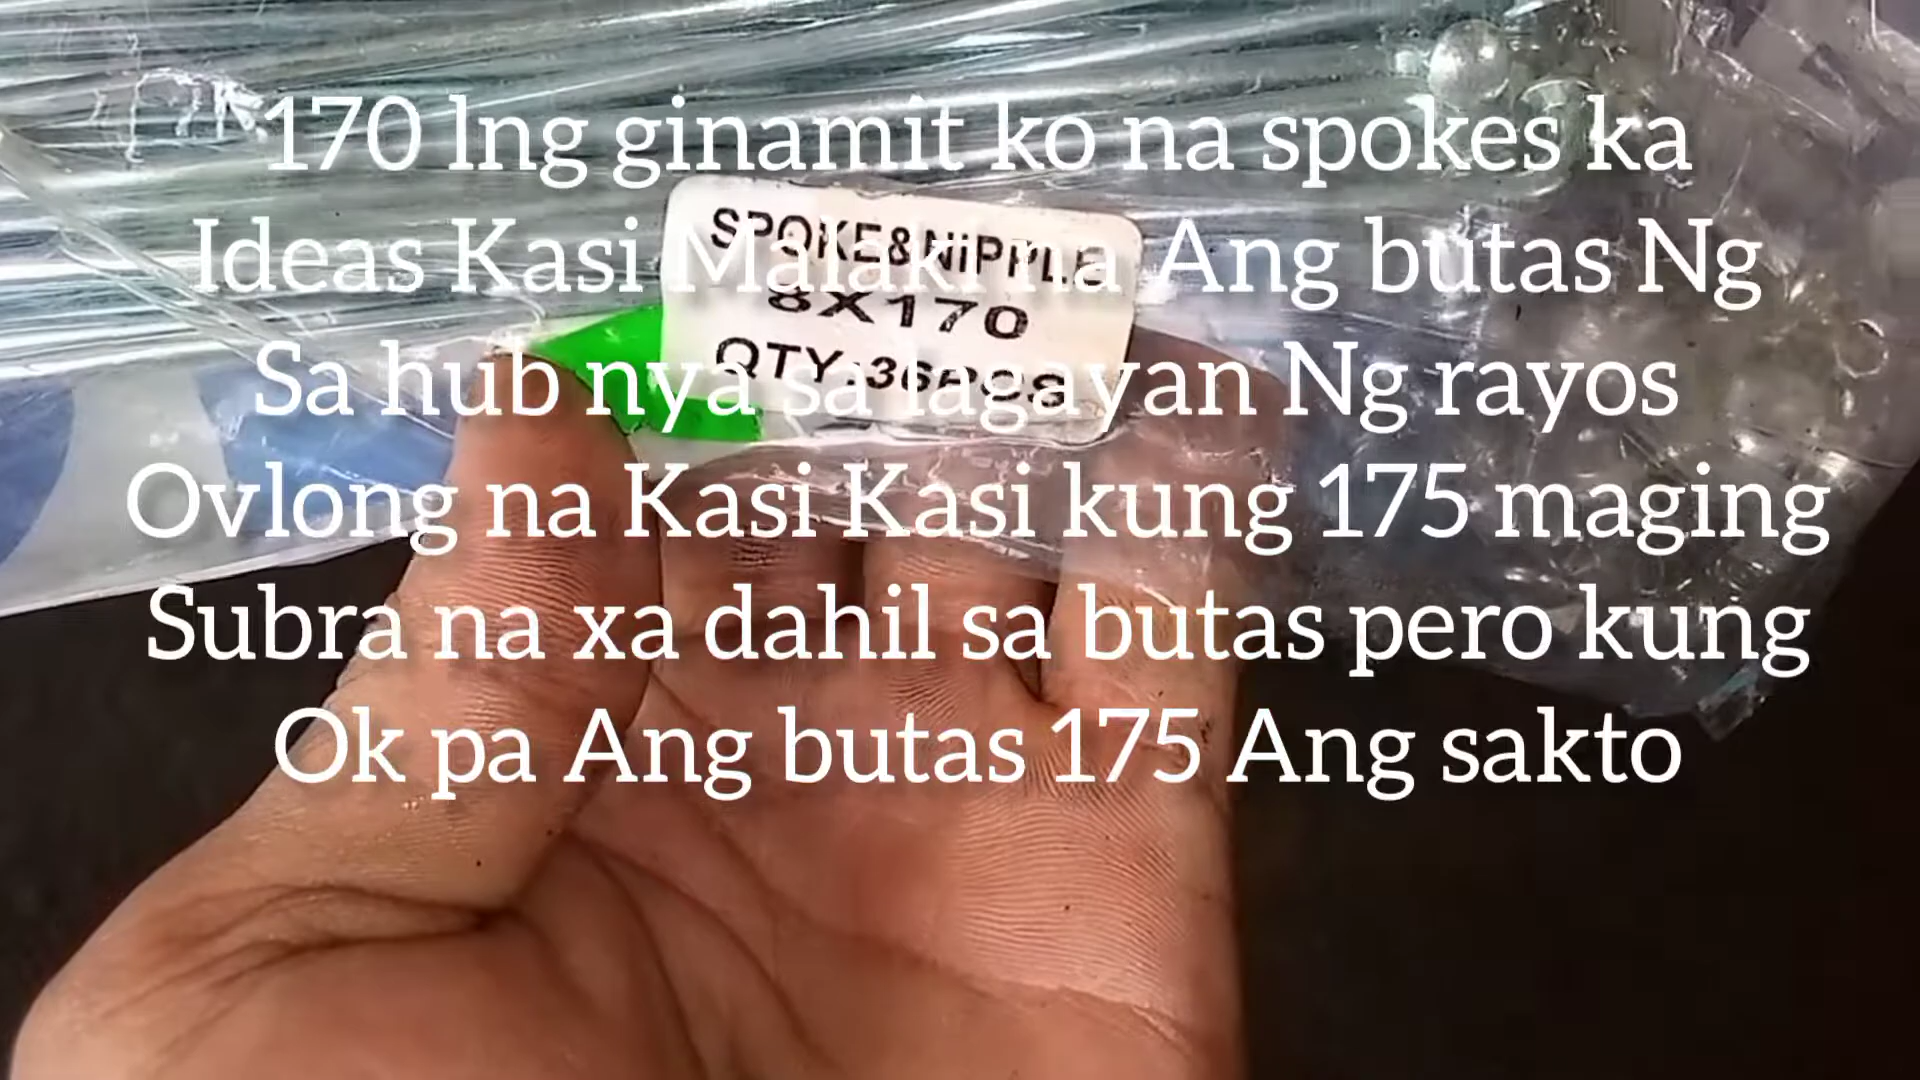 170 lng ginamit ko na spokes ka
Ideas Kasi Malaki na Ang butas Ng
Sa hub nya sa lagayan Ng rayos
Ovlong na Kasi Kasi kung 175 maging
Subra na xa dahil sa butas pero kung
Ok pa Ang butas 175 Ang sakto
SPOKE&NiPPLE
8X170
QTY:36PCS